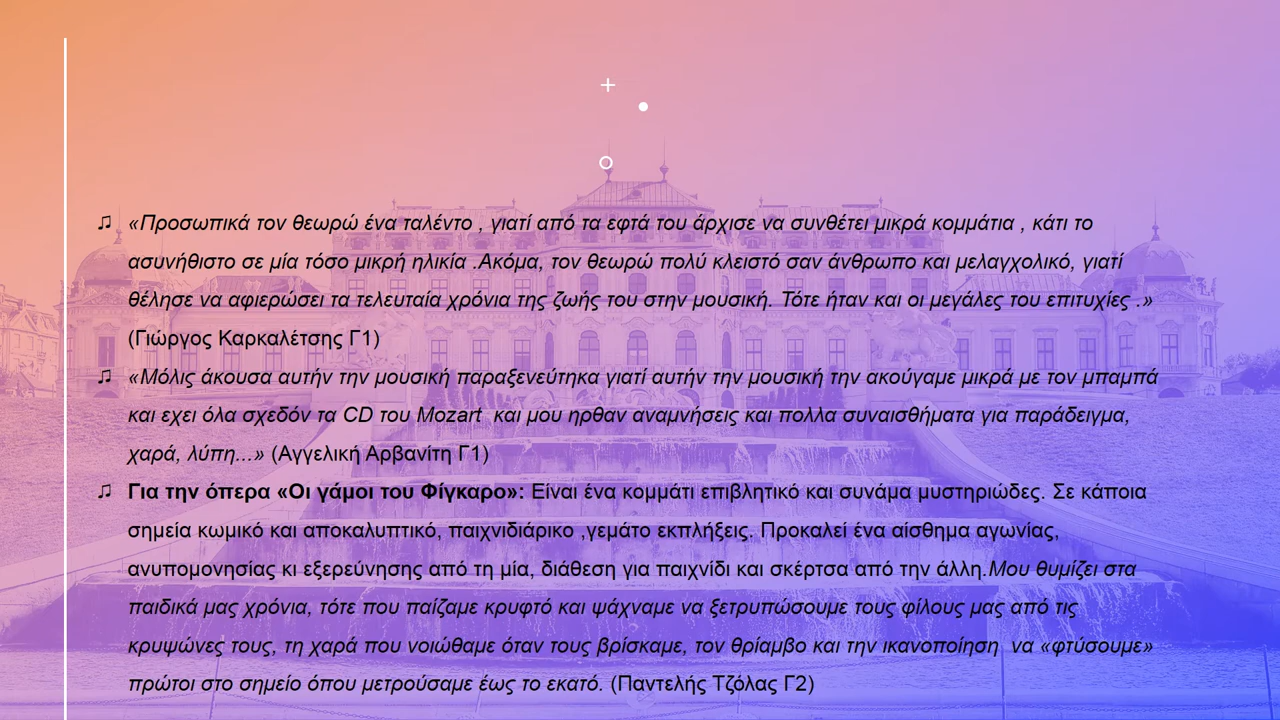 ♫ «Προσωπικά τον θεωρώ ένα ταλέντο , γιατί από τα εφτά του άρχισε να συνθέτει μικρά κομμάτια , κάτι το
ασυνήθιστο σε μία τόσο μικρή ηλικία .Ακόμα, τον θεωρώ πολύ κλειστό σαν άνθρωπο και μελαγχολικό, γιατί
θέλησε να αφιερώσει τα τελευταία χρόνια της ζωής του στην μουσική. Τότε ήταν και οι μεγάλες του επιτυχίες .»
(Γιώργος Καρκαλέτσης Γ1)
♫ «Μόλις άκουσα αυτήν την μουσική παραξενεύτηκα γιατί αυτήν την μουσική την ακούγαμε μικρά με τον μπαμπά
και εχει όλα σχεδόν τα CD του Mozart  και μου ηρθαν αναμνήσεις και πολλα συναισθήματα για παράδειγμα,
χαρά, λύπη...» (Αγγελική Αρβανίτη Γ1)
♫ Για την όπερα «Οι γάμοι του Φίγκαρο»: Είναι ένα κομμάτι επιβλητικό και συνάμα μυστηριώδες. Σε κάποια
σημεία κωμικό και αποκαλυπτικό, παιχνιδιάρικο ,γεμάτο εκπλήξεις. Προκαλεί ένα αίσθημα αγωνίας,
ανυπομονησίας κι εξερεύνησης από τη μία, διάθεση για παιχνίδι και σκέρτσα από την άλλη.Μου θυμίζει στα
παιδικά μας χρόνια, τότε που παίζαμε κρυφτό και ψάχναμε να ξετρυπώσουμε τους φίλους μας από τις
κρυψώνες τους, τη χαρά που νοιώθαμε όταν τους βρίσκαμε, τον θρίαμβο και την ικανοποίηση  να «φτύσουμε»
πρώτοι στο σημείο όπου μετρούσαμε έως το εκατό. (Παντελής Τζόλας Γ2)